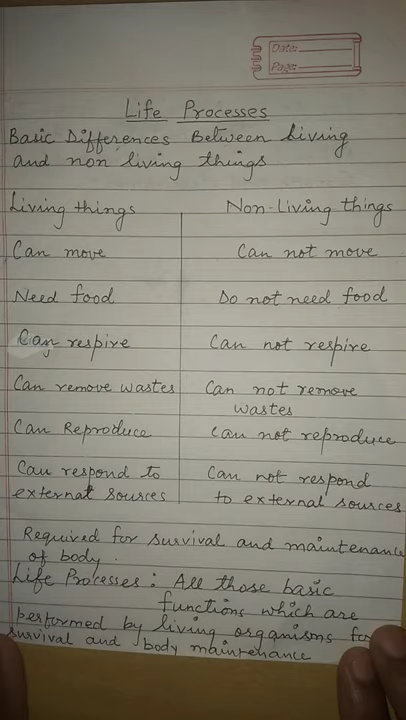 Date:
Page:
Life Processes
Basic Differences Between Living
and non living things
Living things Non-Living things
Can move Can not move
Need food Do not need food
Can respire Can not respire
Can remove wastes Can not remove
wastes
Can Reproduce Can not reproduce
Can respond to Can not respond
external sources to external sources
Required for survival and maintenance
of body.
Life Processes: All those basic
functions which are
performed by living organisms for
survival and body maintenance